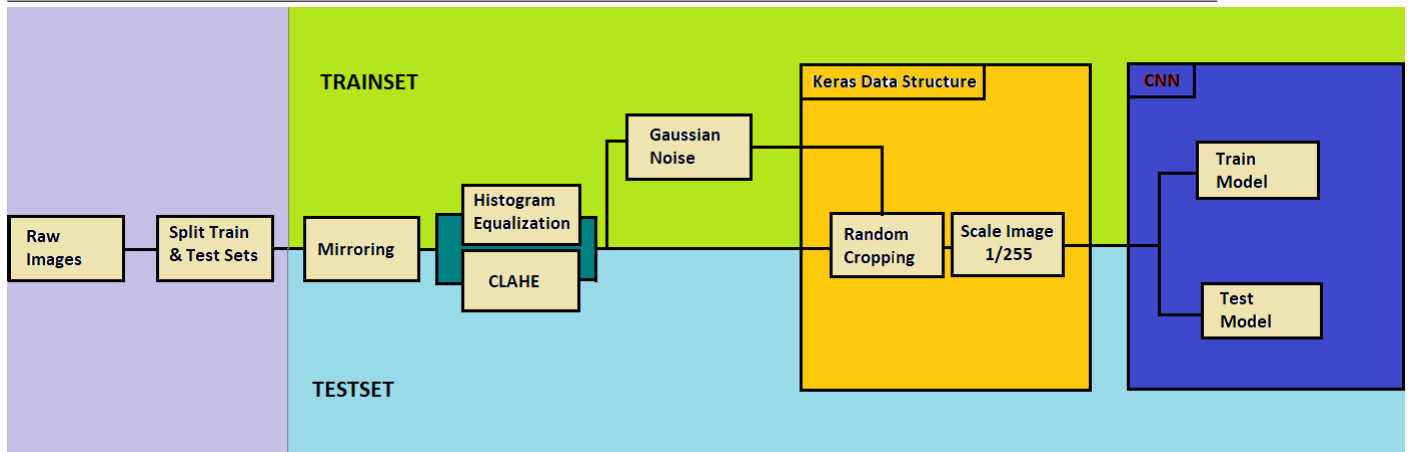 TRAINSET
Keras Data Structure
CNN
Gaussian
Noise
Train
Model
Histogram
Equalization
Raw
Images
Split Train
& Test Sets
Mirroring
CLAHE
Random
Cropping
Scale Image
1/255
Test
Model
TESTSET